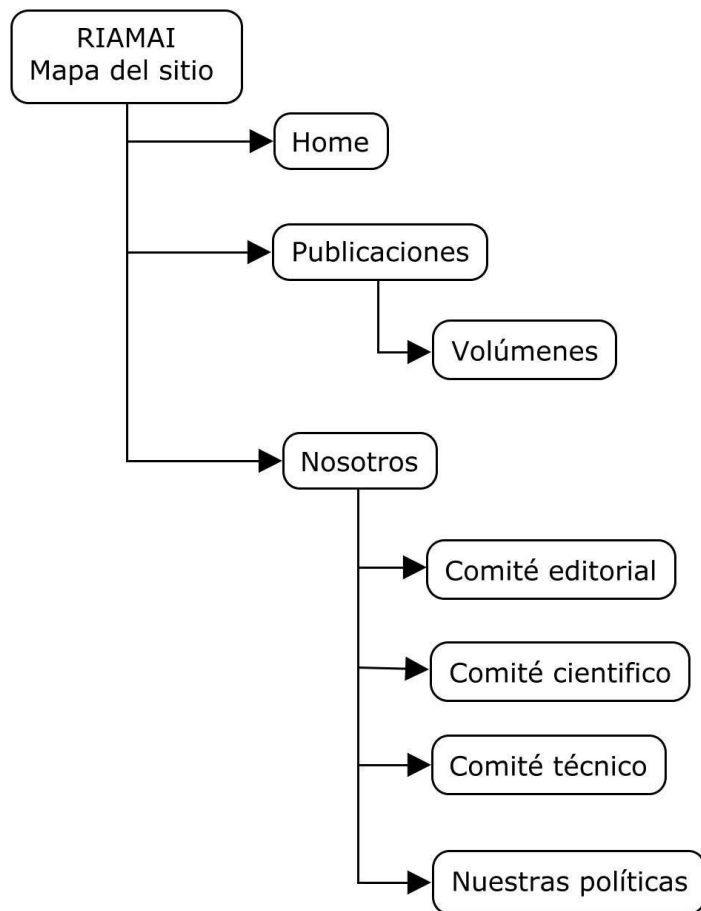 RIAMAI
Mapa del sitio
Home
Publicaciones
Volúmenes
Nosotros
Comité editorial
Comité cientifico
Comité técnico
Nuestras políticas